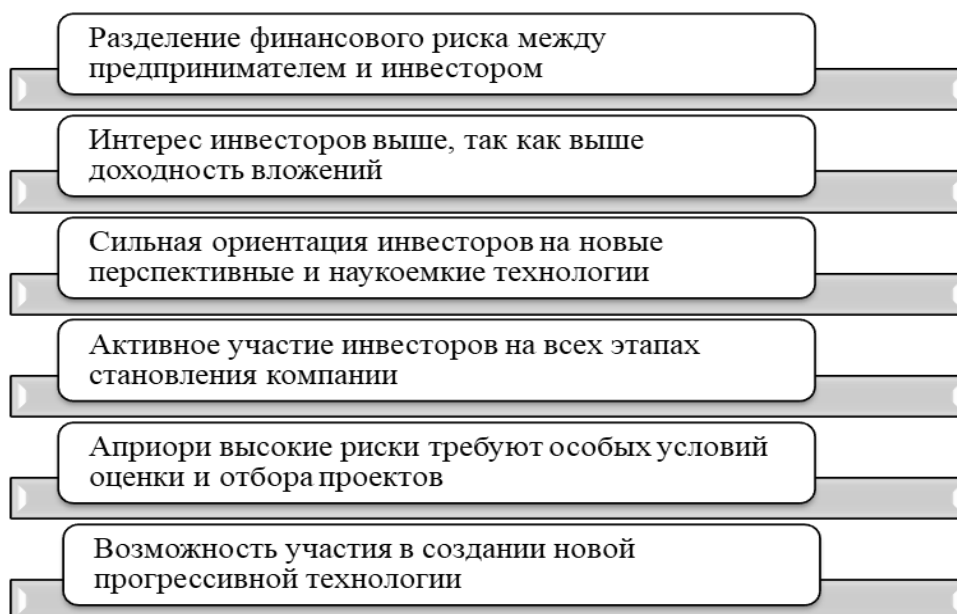 Разделение финансового риска между
предпринимателем и инвестором
Интерес инвесторов выше, так как выше
доходность вложений
Сильная ориентация инвесторов на новые
перспективные и наукоемкие технологии
Активное участие инвесторов на всех этапах
становления компании
Априори высокие риски требуют особых условий
оценки и отбора проектов
Возможность участия в создании новой
прогрессивной технологии